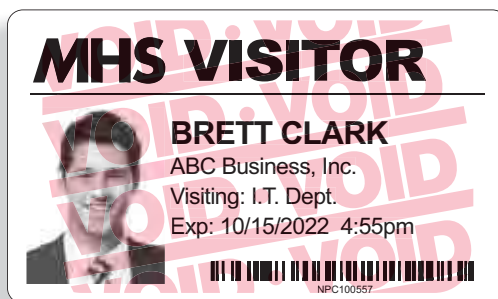 VOID • VOID
MHS VISITOR
VOID • VOID
BRETT CLARK
ABC Business, Inc.
VOID • VOID
Visiting: I.T. Dept.
Exp: 10/15/2022 4:55pm
VOID • VOID
NPC100557